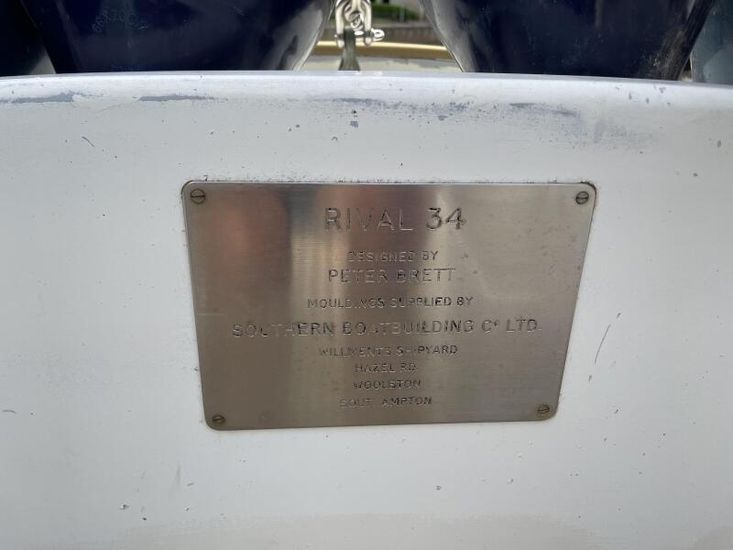 RIVAL 34
DESIGNED BY
PETER BRETT
MOULDINGS SUPPLIED BY
SOUTHERN BOATBUILDING Cº LTD.
WILLMENTS SHIPYARD
HAZEL RD
WOOLSTON
SOUTHAMPTON